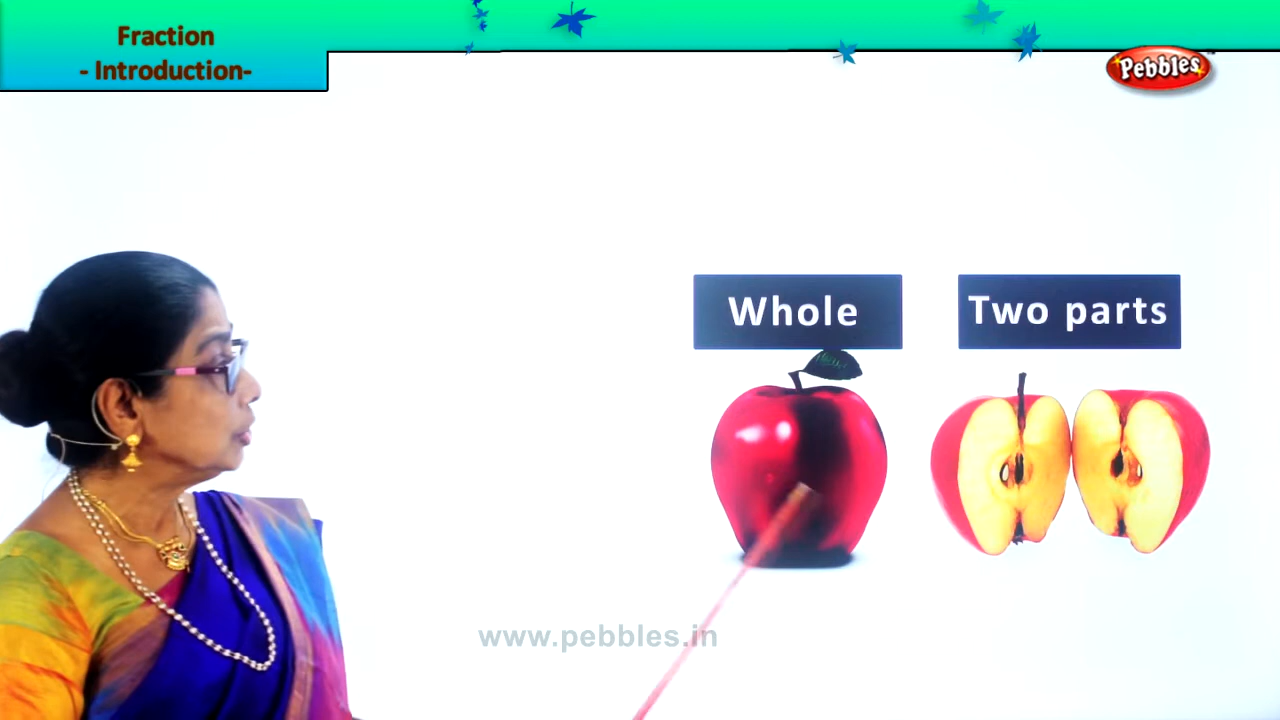 Fraction
- Introduction-
Pebbles
Whole
Two parts
www.pebbles.in